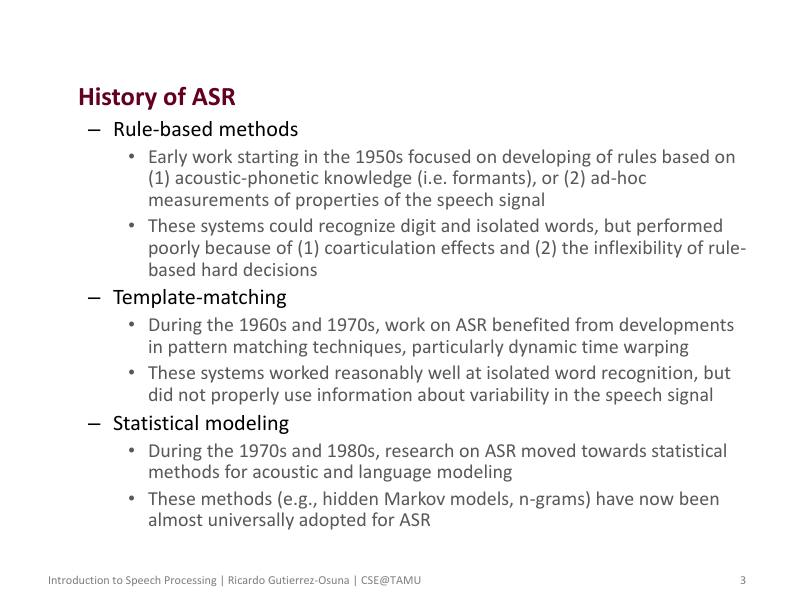 History of ASR
– Rule-based methods
• Early work starting in the 1950s focused on developing of rules based on
(1) acoustic-phonetic knowledge (i.e. formants), or (2) ad-hoc
measurements of properties of the speech signal
• These systems could recognize digit and isolated words, but performed
poorly because of (1) coarticulation effects and (2) the inflexibility of rule-
based hard decisions
– Template-matching
• During the 1960s and 1970s, work on ASR benefited from developments
in pattern matching techniques, particularly dynamic time warping
• These systems worked reasonably well at isolated word recognition, but
did not properly use information about variability in the speech signal
– Statistical modeling
• During the 1970s and 1980s, research on ASR moved towards statistical
methods for acoustic and language modeling
• These methods (e.g., hidden Markov models, n-grams) have now been
almost universally adopted for ASR
Introduction to Speech Processing | Ricardo Gutierrez-Osuna | CSE@TAMU 3